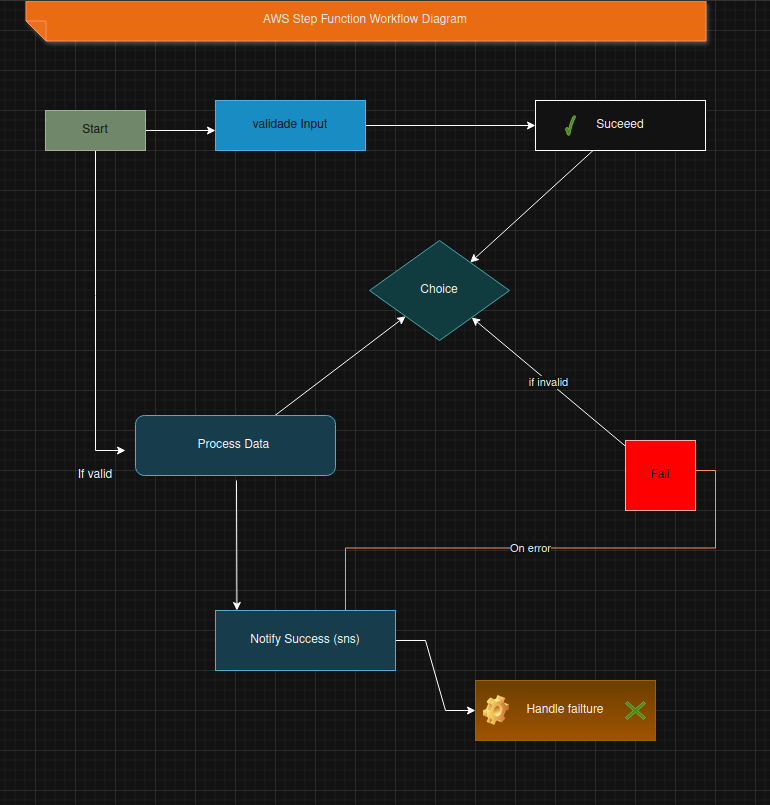 AWS Step Function Workflow Diagram
Start
validade Input
Suceeed
Choice
if invalid
Process Data
If valid
Fail
On error
Notify Success (sns)
Handle failture